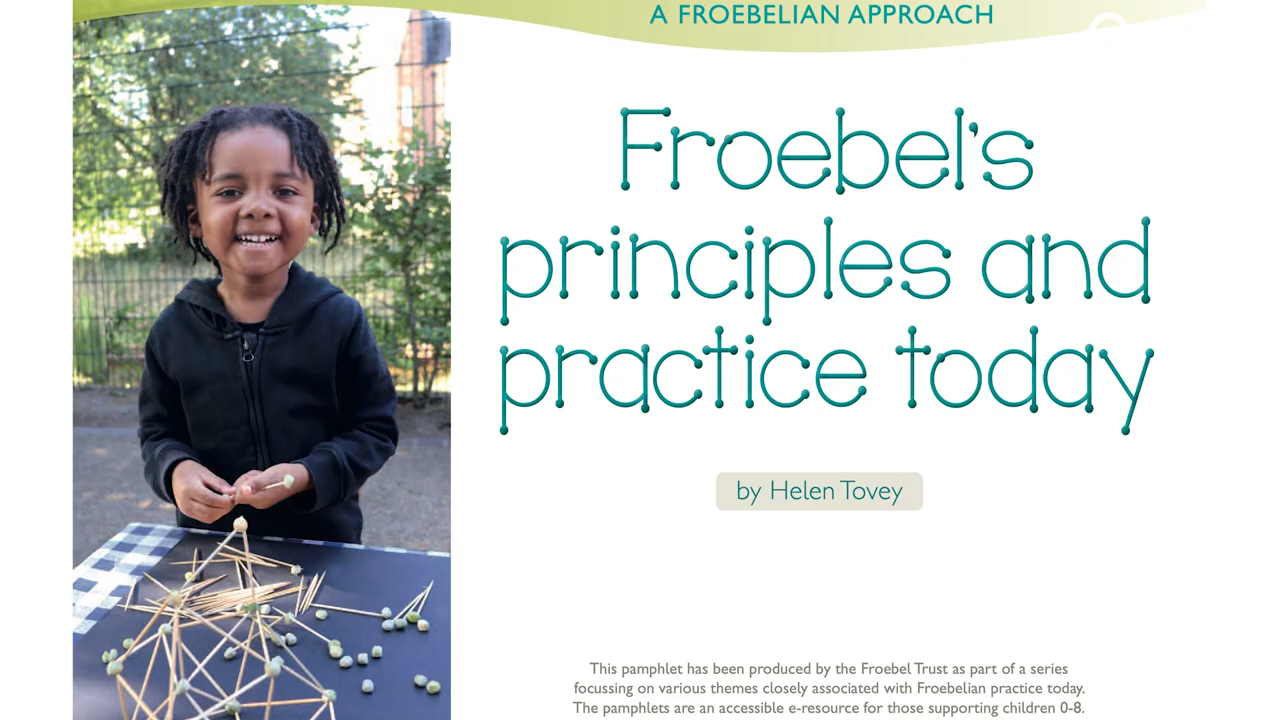 A FROEBELIAN APPROACH
Froebel's
principles and
practice today
by Helen Tovey
This pamphlet has been produced by the Froebel Trust as part of a series
focussing on various themes closely associated with Froebelian practice today.
The pamphlets are an accessible e-resource for those supporting children 0-8.